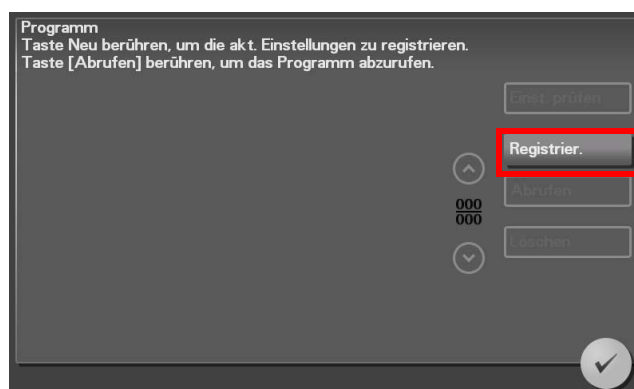 Programm
Taste Neu berühren, um die akt. Einstellungen zu registrieren.
Taste [Abrufen] berühren, um das Programm abzurufen.
Einst. prüfen
Registrier.
Abrufen
000
000
Löschen